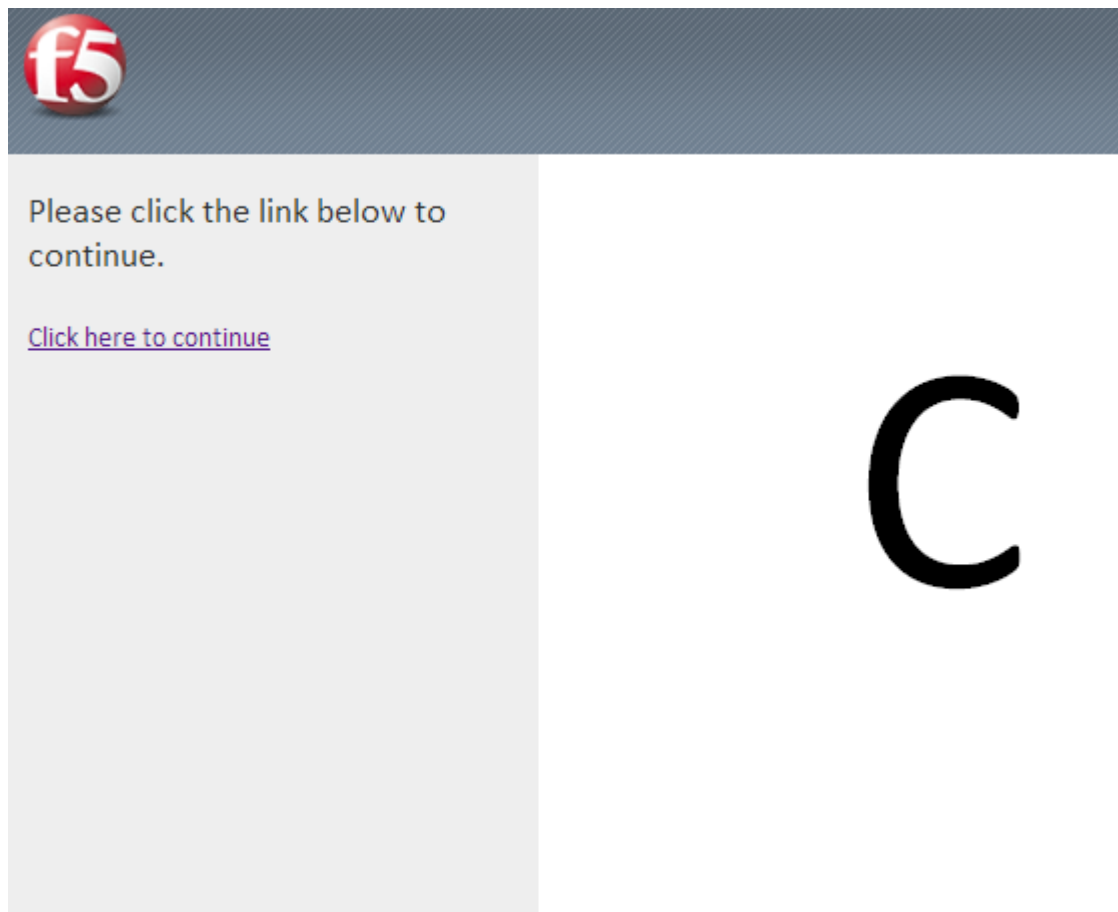 f5
Please click the link below to
continue.
Click here to continue
C